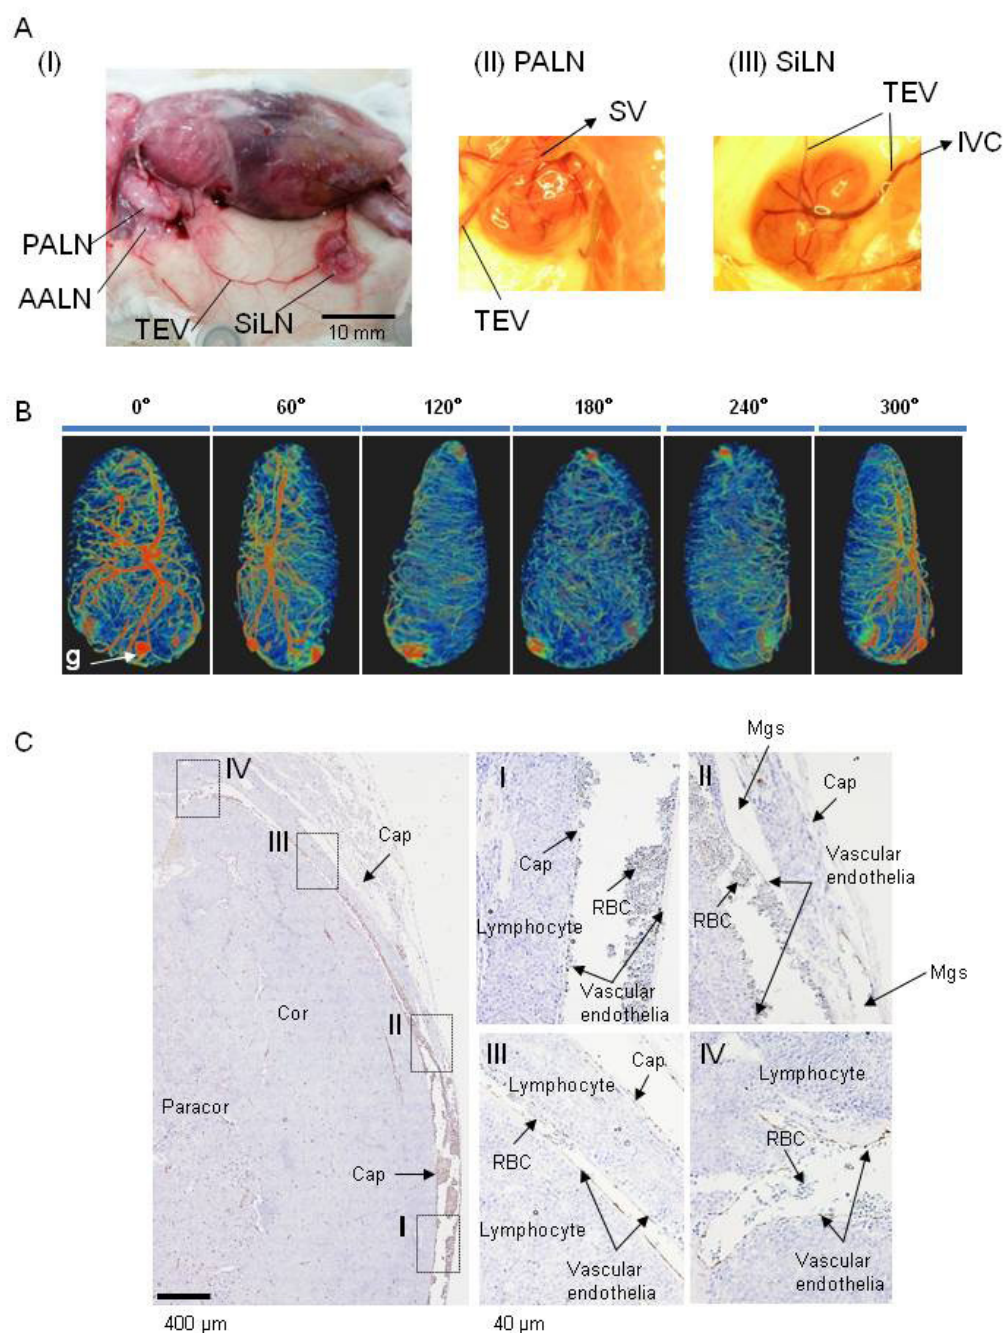 A
(I)
(II) PALN
(III) SiLN
SV
TEV
IVC
PALN
AALN
TEV
SiLN
10 mm
TEV
B
0°
60°
120°
180°
240°
300°
g
C
IV
III
Cap
Cor
II
Paracor
Cap
I
400 µm
I
Cap
RBC
Lymphocyte
Vascular
endothelia
II
Mgs
Cap
Vascular
endothelia
RBC
Mgs
III
Lymphocyte
Cap
RBC
Lymphocyte
Vascular
endothelia
40 µm
IV
Lymphocyte
RBC
Vascular
endothelia